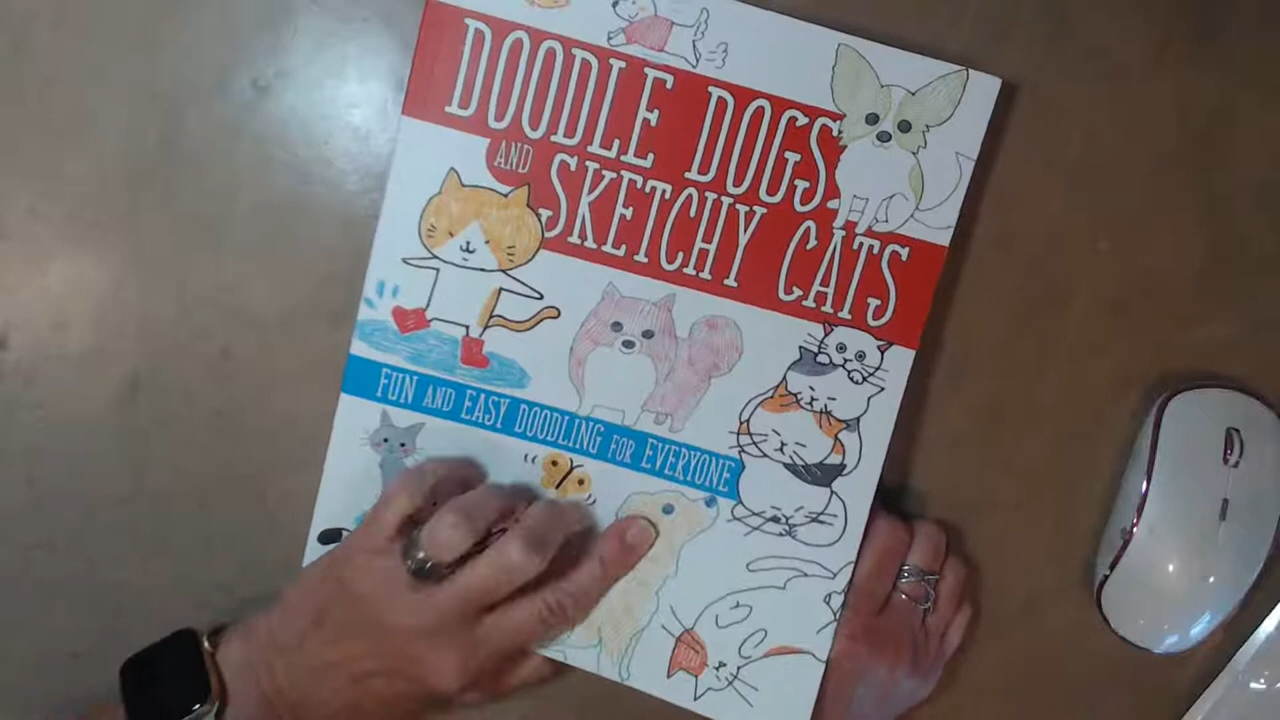 DOODLE DOGS
AND SKETCHY CATS
FUN AND EASY DOODLING FOR EVERYONE